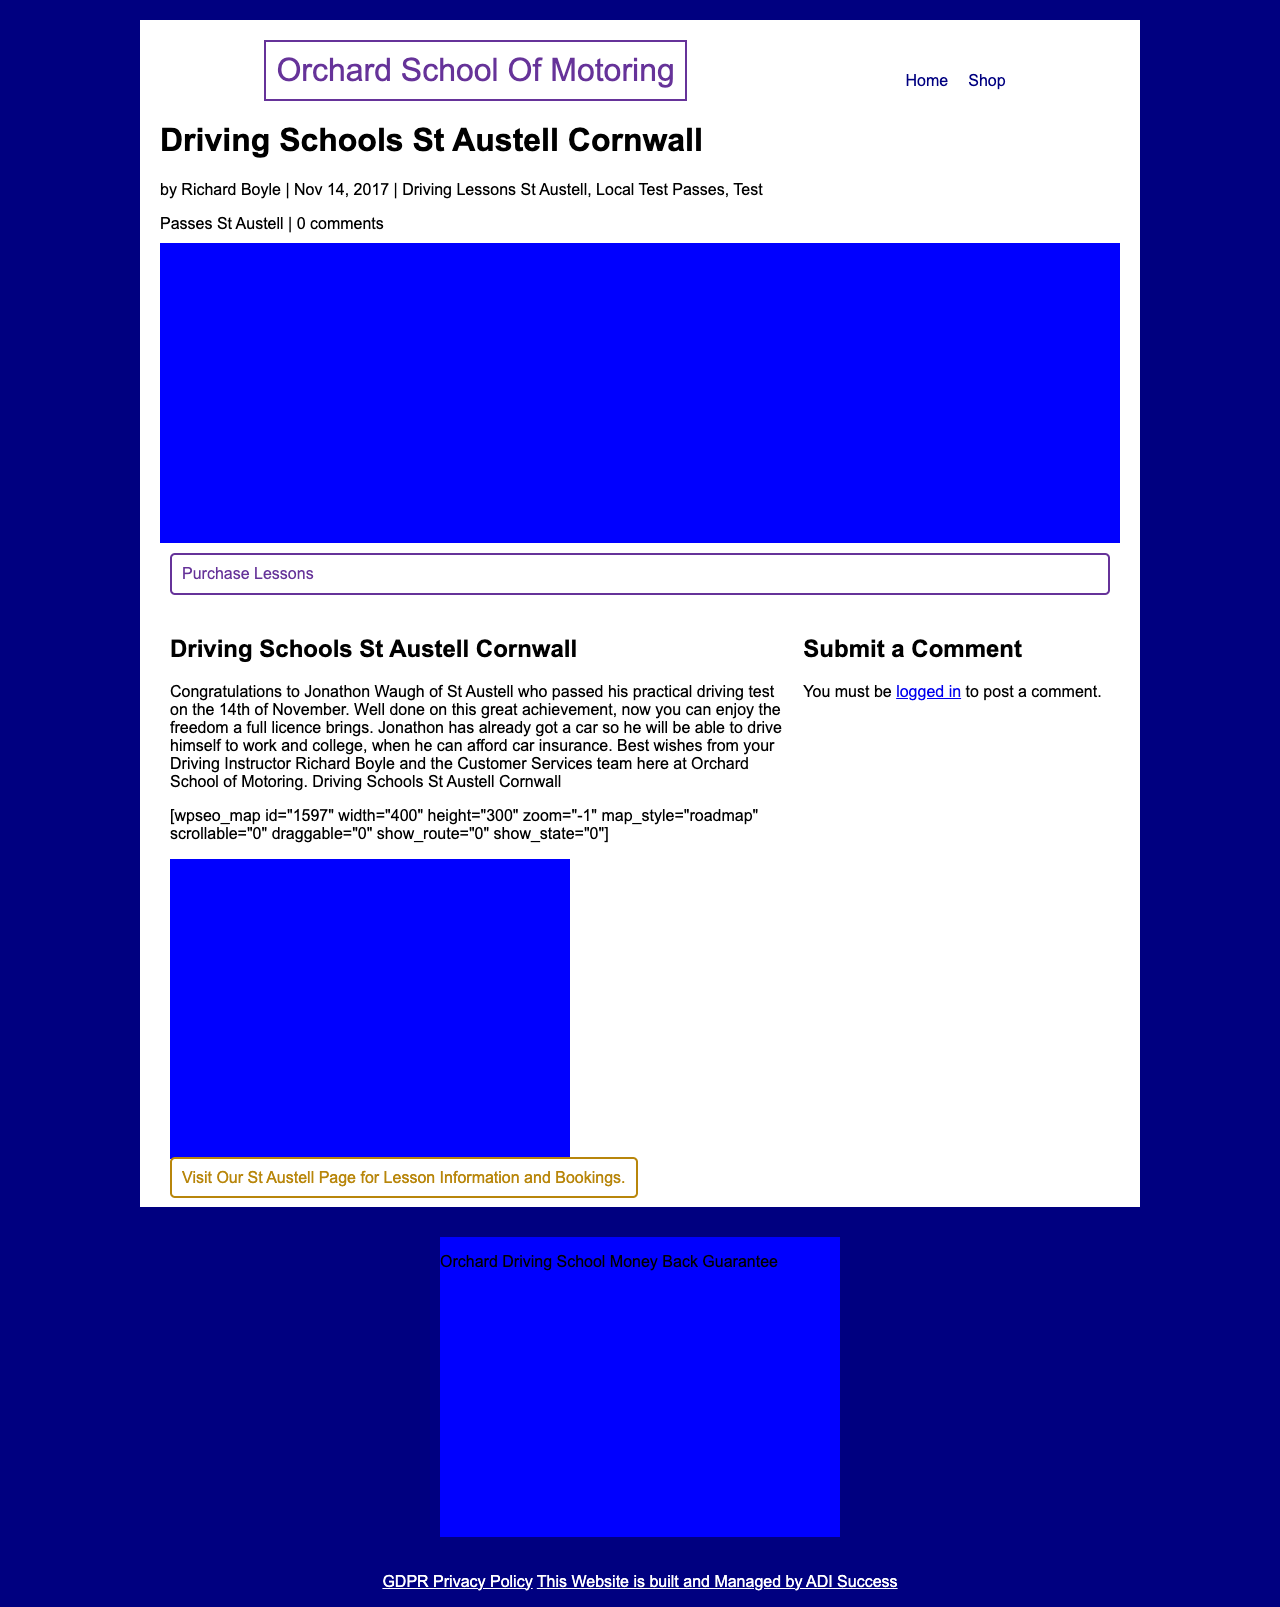 Orchard School Of Motoring
Home Shop
Driving Schools St Austell Cornwall
by Richard Boyle | Nov 14, 2017 | Driving Lessons St Austell, Local Test Passes, Test
Passes St Austell | 0 comments
Purchase Lessons
Driving Schools St Austell Cornwall
Congratulations to Jonathon Waugh of St Austell who passed his practical driving test
on the 14th of November. Well done on this great achievement, now you can enjoy the
freedom a full licence brings. Jonathon has already got a car so he will be able to drive
himself to work and college, when he can afford car insurance. Best wishes from your
Driving Instructor Richard Boyle and the Customer Services team here at Orchard
School of Motoring. Driving Schools St Austell Cornwall
[wpseo_map id="1597" width="400" height="300" zoom="-1" map_style="roadmap"
scrollable="0" draggable="0" show_route="0" show_state="0"]
Visit Our St Austell Page for Lesson Information and Bookings.
Submit a Comment
You must be logged in to post a comment.
Orchard Driving School Money Back Guarantee
GDPR Privacy Policy This Website is built and Managed by ADI Success